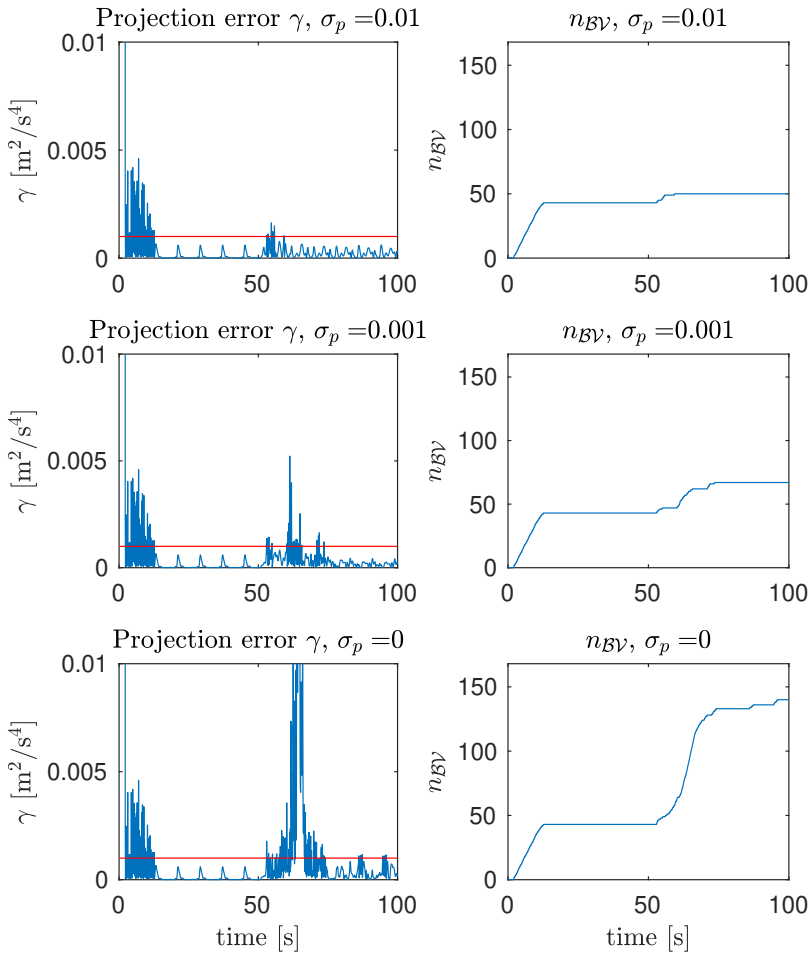 Projection error γ, σ_p =0.01
n_ℬ𝒱, σ_p =0.01
γ [m²/s⁴]
0.01
0.005
0
0 50 100
n_ℬ𝒱
150
100
50
0
0 50 100
Projection error γ, σ_p =0.001
n_ℬ𝒱, σ_p =0.001
γ [m²/s⁴]
0.01
0.005
0
0 50 100
n_ℬ𝒱
150
100
50
0
0 50 100
Projection error γ, σ_p =0
n_ℬ𝒱, σ_p =0
γ [m²/s⁴]
0.01
0.005
0
0 50 100
time [s]
n_ℬ𝒱
150
100
50
0
0 50 100
time [s]